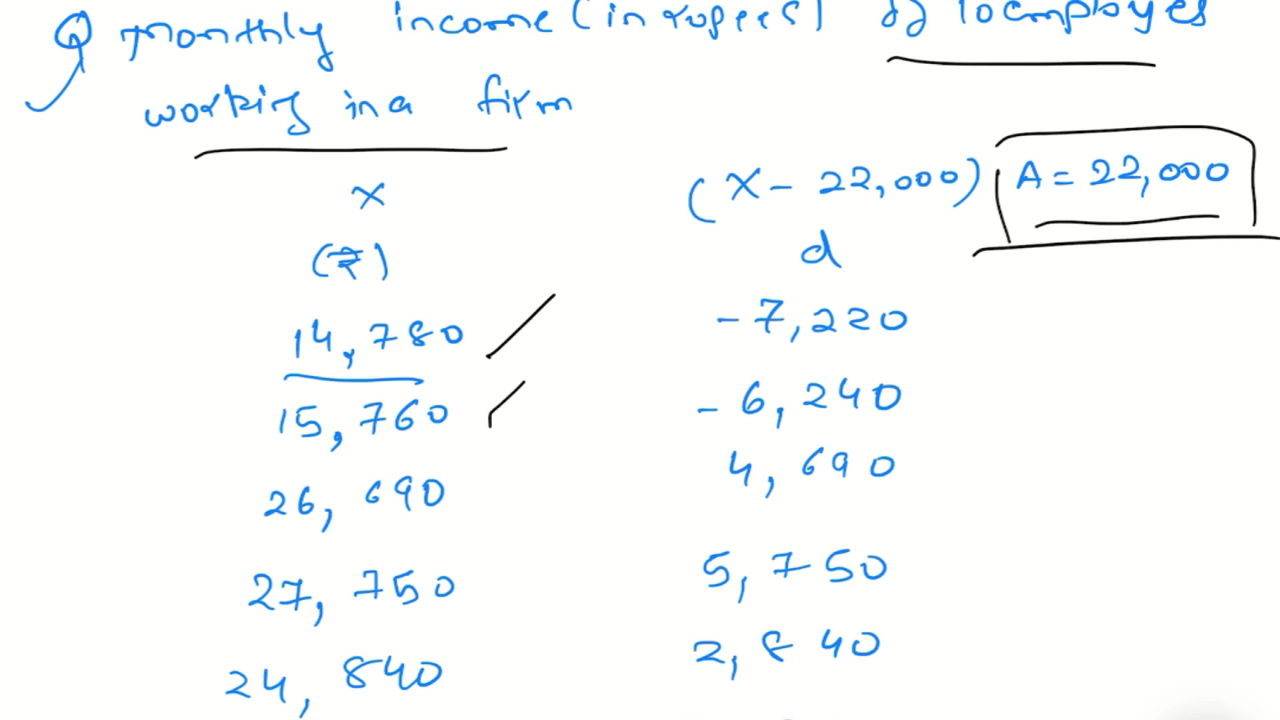 Q monthly income (in rupees) of 10 employes
working in a firm
X (X - 22,000) A = 22,000
(₹) d
14,780 - 7,220
15,760 - 6,240
26,690 4,690
27,750 5,750
24,840 2,840